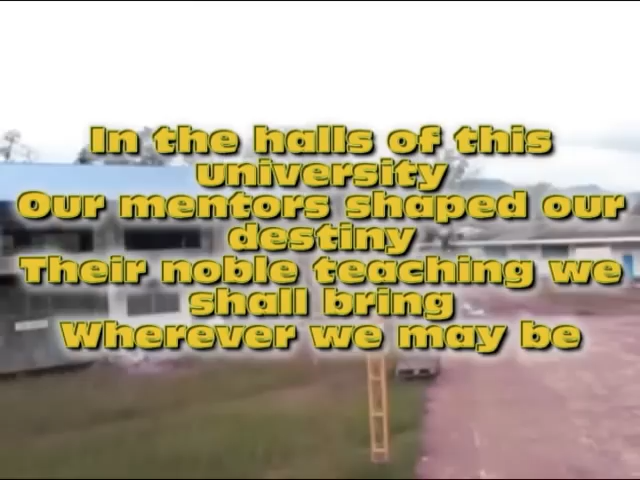 In the halls of this
university
Our mentors shaped our
destiny
Their noble teaching we
shall bring
Wherever we may be